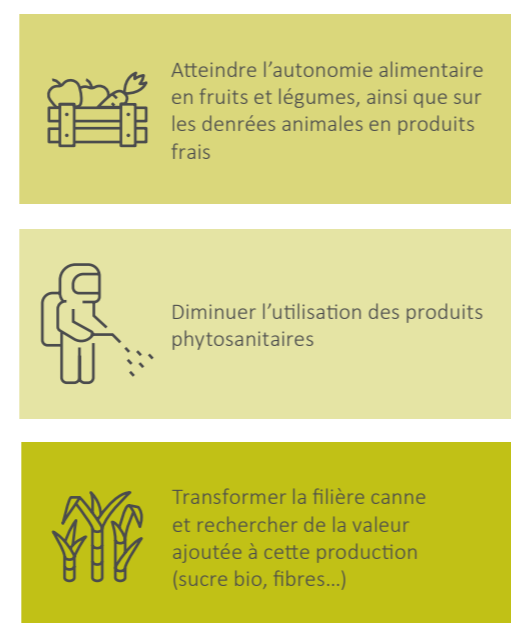 Atteindre l’autonomie alimentaire
en fruits et légumes, ainsi que sur
les denrées animales en produits
frais
Diminuer l’utilisation des produits
phytosanitaires
Transformer la filière canne
et rechercher de la valeur
ajoutée à cette production
(sucre bio, fibres…)